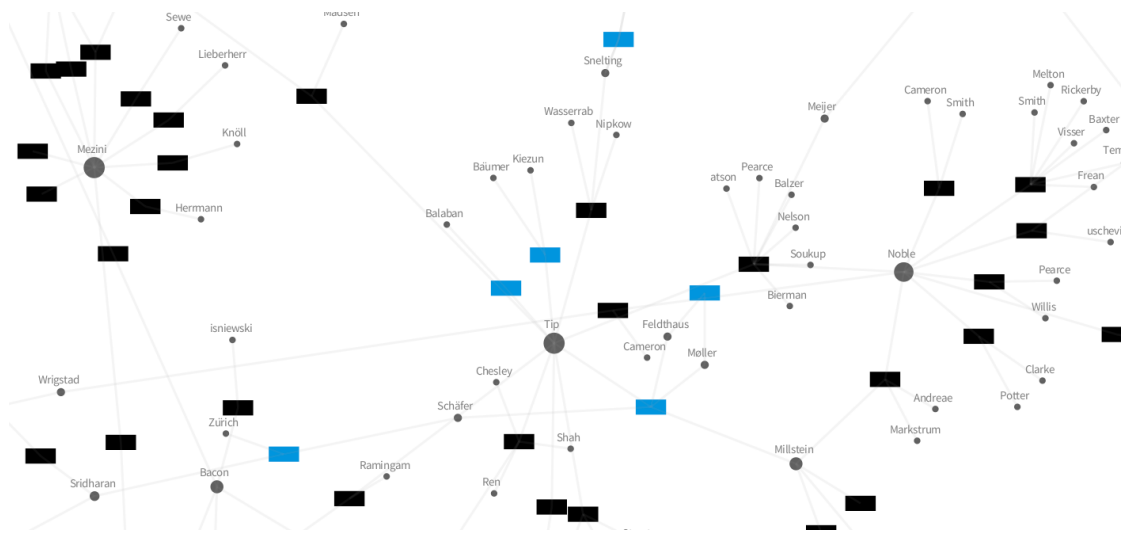 Madsen
Sewe
Lieberherr
Snelting
Melton
Cameron
Rickerby
Smith
Smith
Wasserrab
Meijer
Baxter
Nipkow
Knöll
Visser
Mezini
Tem
Bäumer
Kiezun
Pearce
atson
Balzer
Frean
Herrmann
Balaban
Nelson
uschevi
Soukup
Noble
Pearce
Bierman
Willis
Tip
Feldthaus
isniewski
Cameron
Møller
Chesley
Clarke
Wrigstad
Potter
Andreae
Schäfer
Zürich
Markstrum
Shah
Millstein
Ramingam
Bacon
Sridharan
Ren